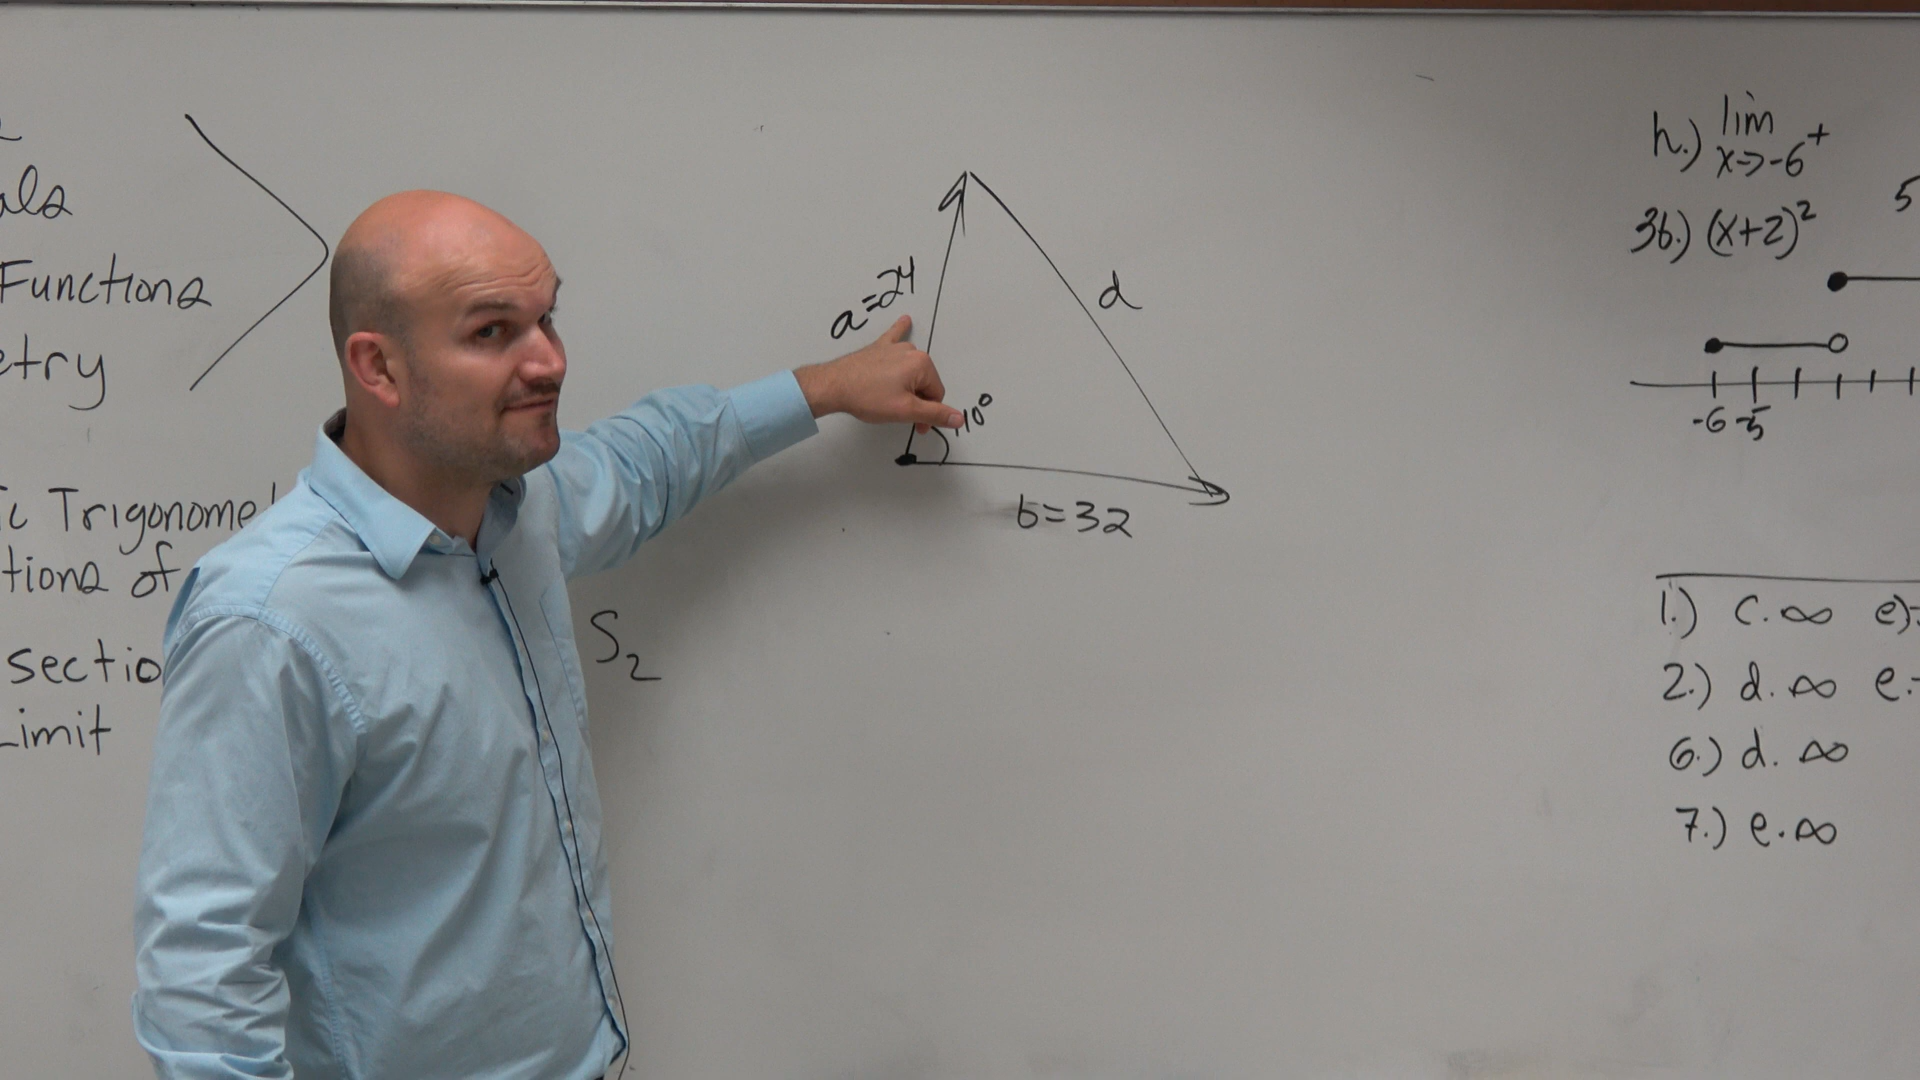 als
Functions
etry
ic Trigonome
tions of
sectio
Limit
S2
a=24
d
10°
b=32
h.) lim
x→-6⁺
3b.) (x+2)²
5
-6 -5
1.) c. ∞ e)
2.) d. ∞ e.
6.) d. ∞
7.) e. ∞